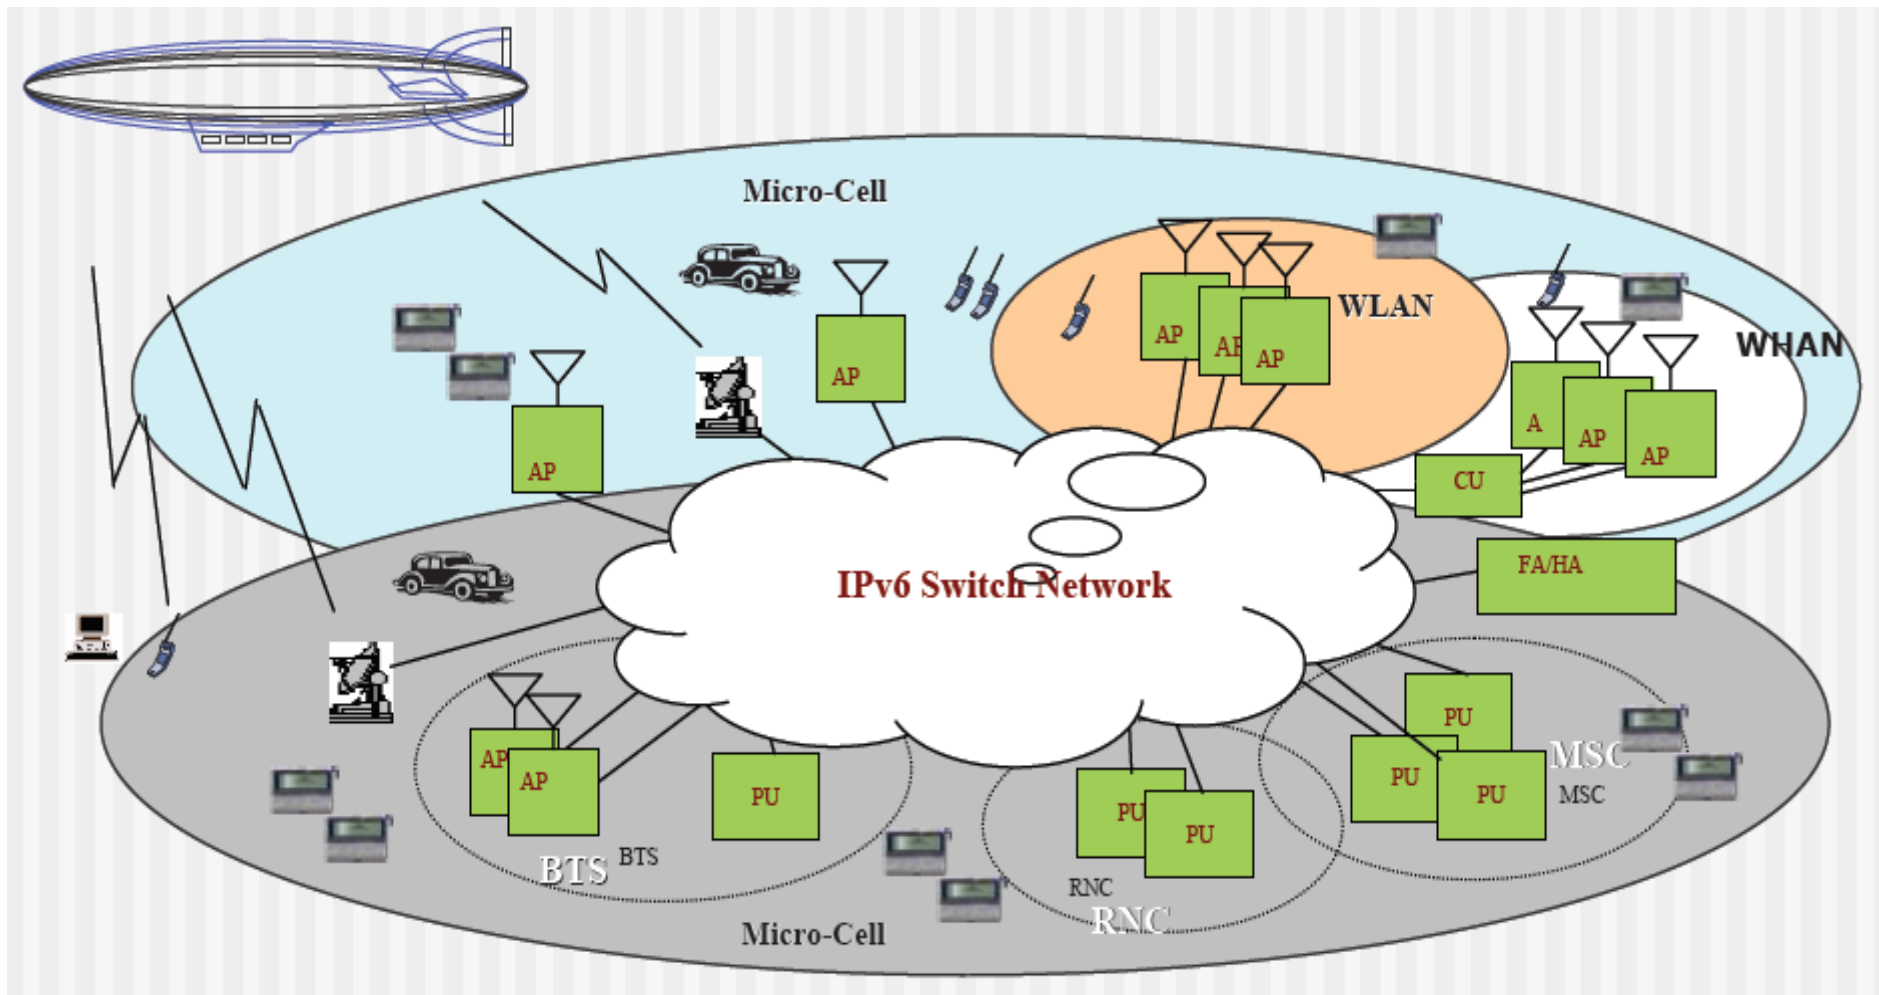 Micro-Cell
WLAN
WHAN
AP
AP
AP
AP
AP
A
AP
AP
CU
FA/HA
IPv6 Switch Network
AP
AP
PU
BTS
BTS
PU
PU
RNC
RNC
PU
PU
PU
MSC
MSC
Micro-Cell